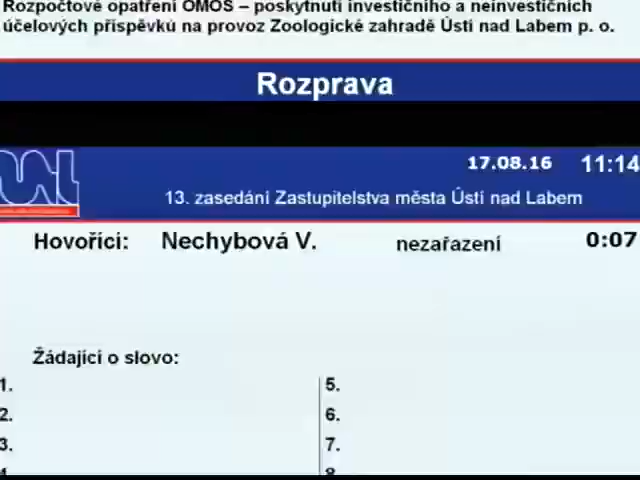 Rozpočtové opatření OMOS – poskytnutí investičního a neinvestičních
účelových příspěvků na provoz Zoologické zahradě Ústí nad Labem p. o.
Rozprava
17.08.16 11:14
13. zasedání Zastupitelstva města Ústí nad Labem
Hovořící: Nechybová V. nezařazení 0:07
Žádající o slovo:
1. 5.
2. 6.
3. 7.
4. 8.